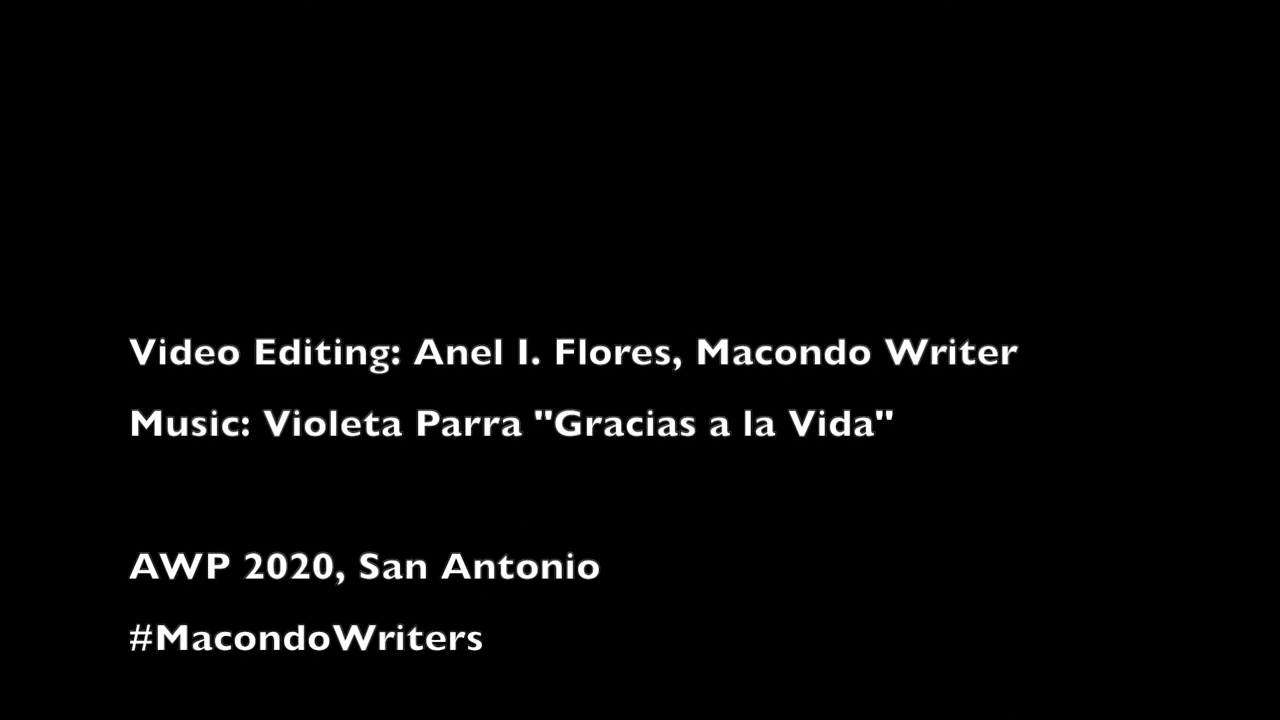 Video Editing: Anel I. Flores, Macondo Writer
Music: Violeta Parra "Gracias a la Vida"
AWP 2020, San Antonio
#MacondoWriters